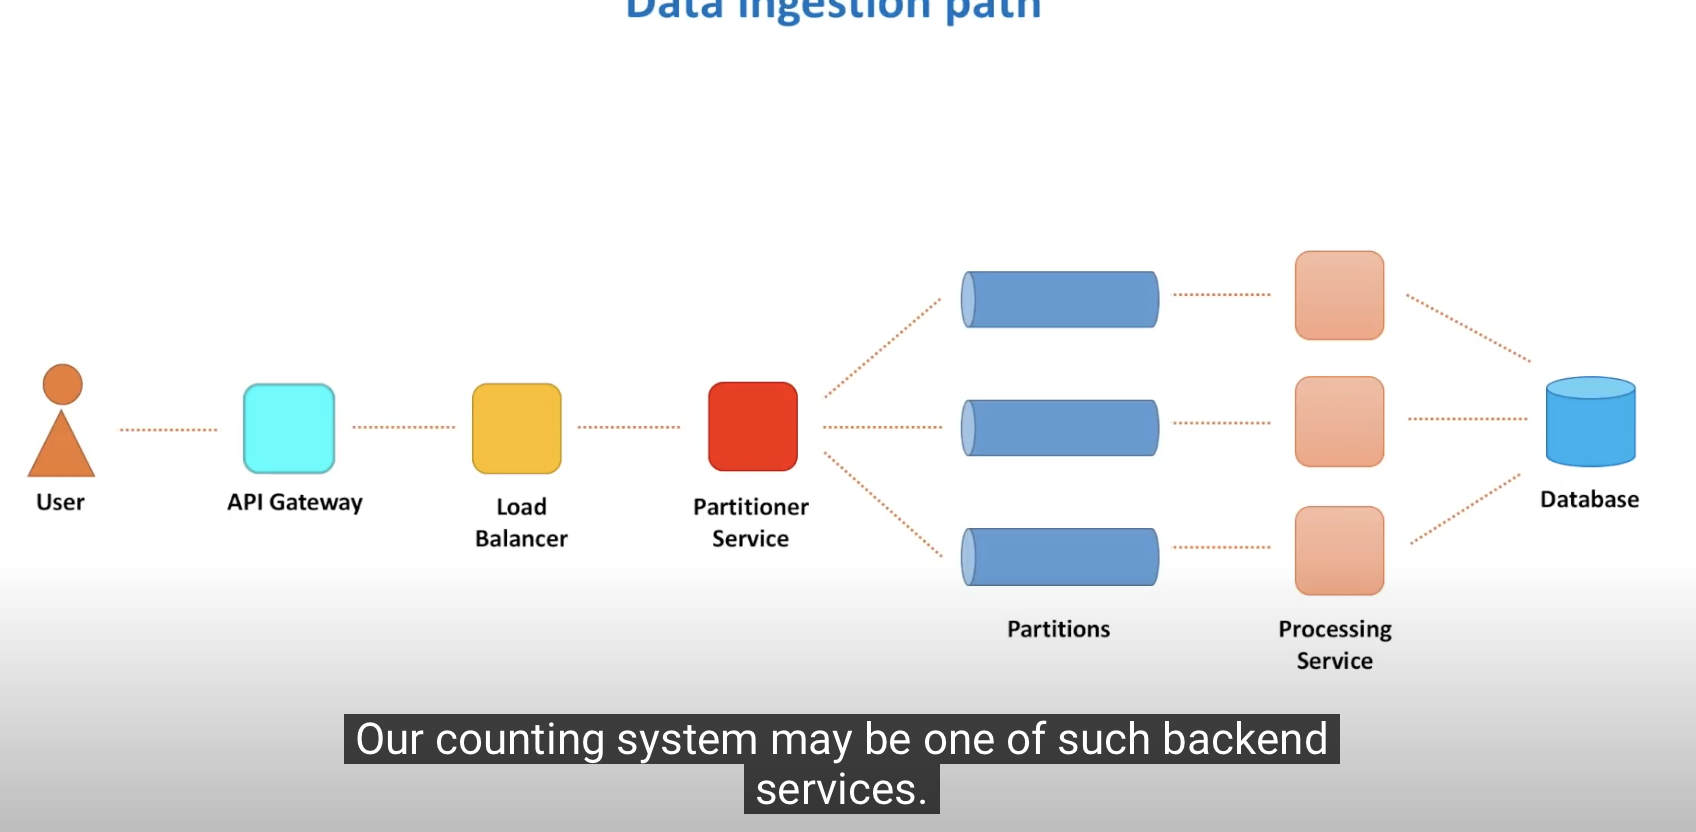 Data ingestion path
User
API Gateway
Load
Balancer
Partitioner
Service
Partitions
Processing
Service
Database
Our counting system may be one of such backend
services.